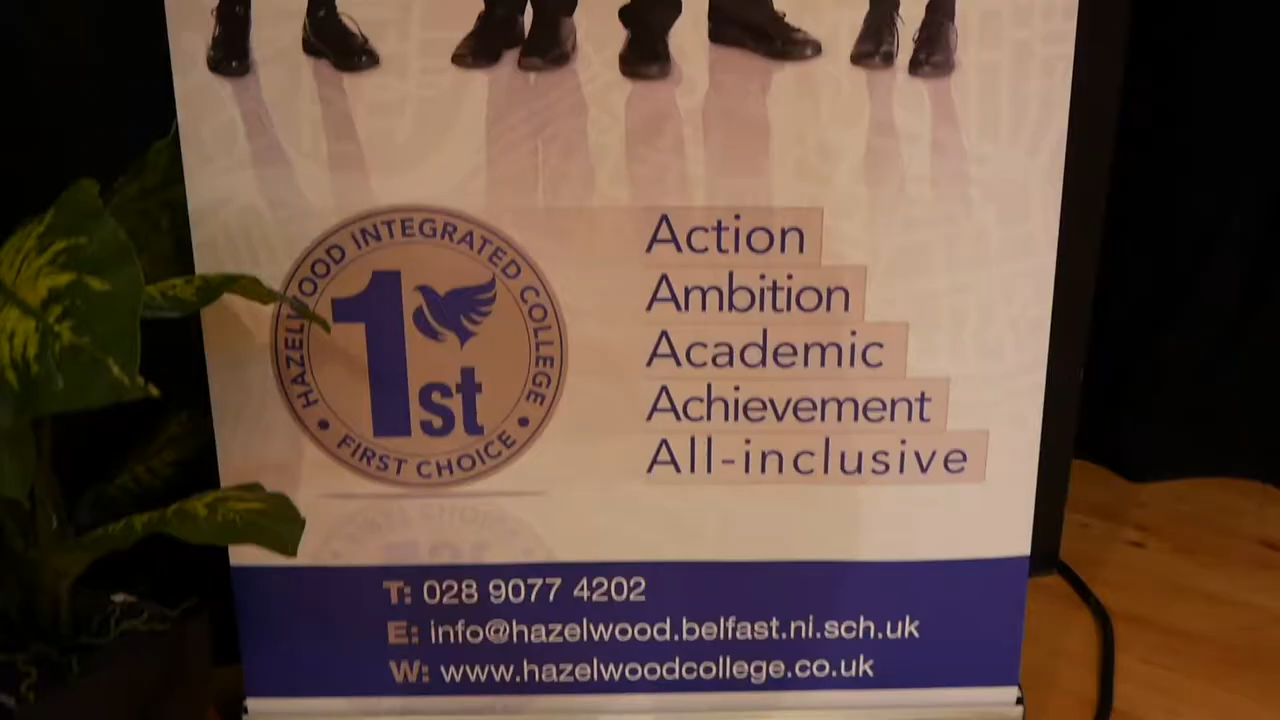 HAZELWOOD INTEGRATED COLLEGE
1st
• FIRST CHOICE •
Action
Ambition
Academic
Achievement
All-inclusive
T: 028 9077 4202
E: info@hazelwood.belfast.ni.sch.uk
W: www.hazelwoodcollege.co.uk